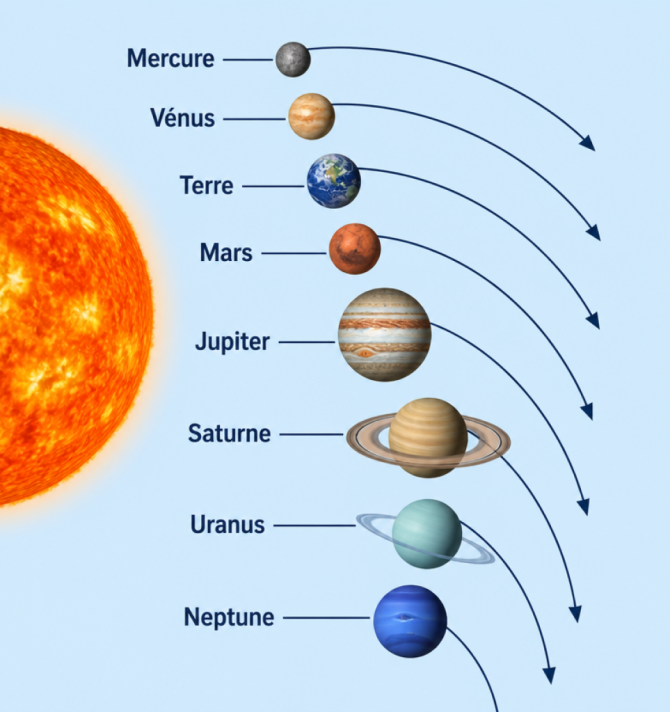 Mercure
Vénus
Terre
Mars
Jupiter
Saturne
Uranus
Neptune